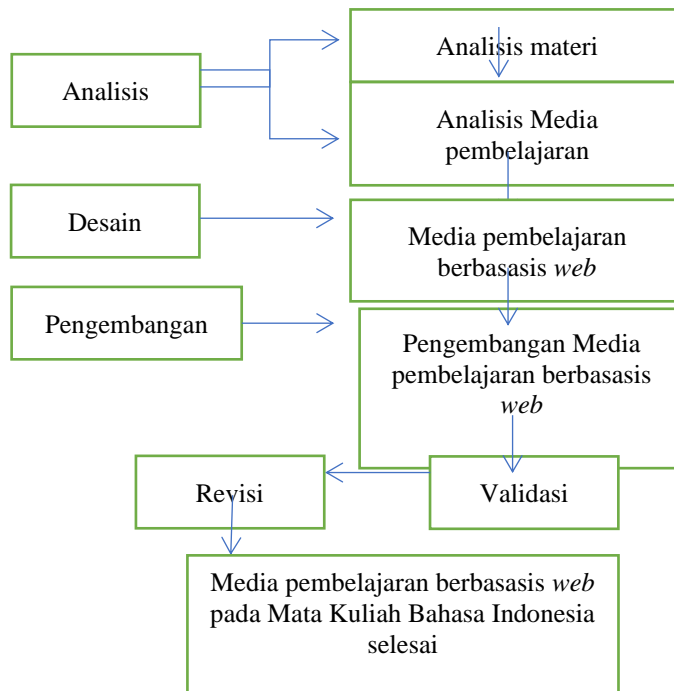 Analisis materi
Analisis
Analisis Media
pembelajaran
Desain
Media pembelajaran
berbasasis web
Pengembangan
Pengembangan Media
pembelajaran berbasasis
web
Revisi
Validasi
Media pembelajaran berbasasis web
pada Mata Kuliah Bahasa Indonesia
selesai